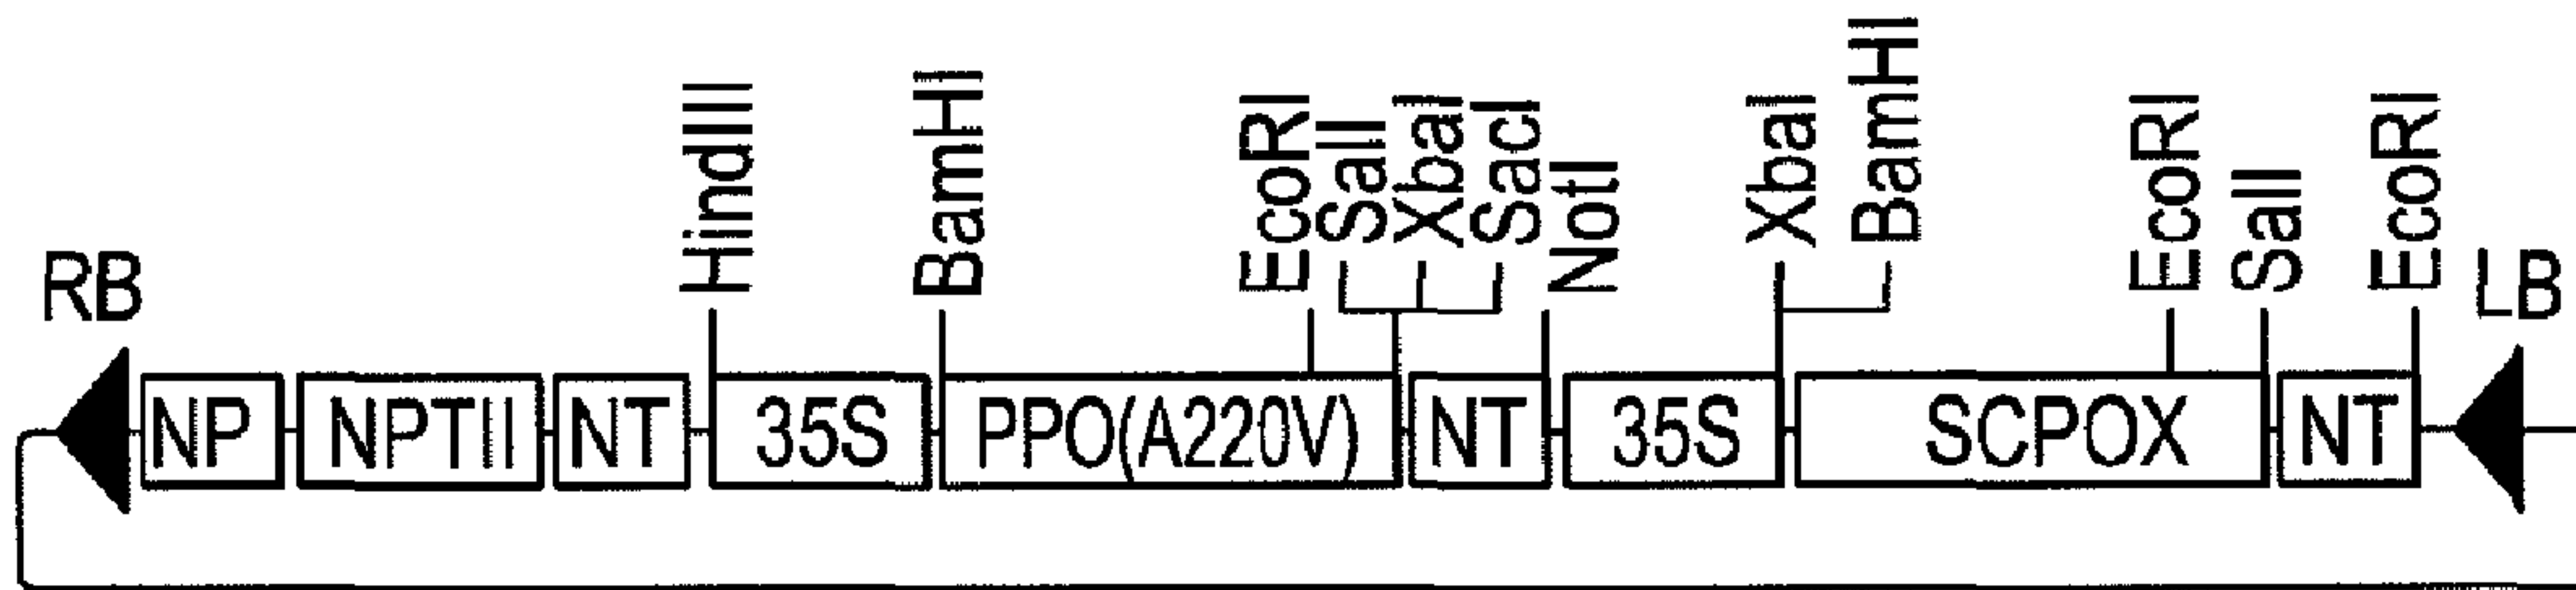 RB
HindIII
BamHI
EcoRI
SalI
XbaI
SacI
NotI
XbaI
BamHI
EcoRI
SalI
EcoRI
LB
NP
NPTII
NT
35S
PPO(A220V)
NT
35S
SCPOX
NT